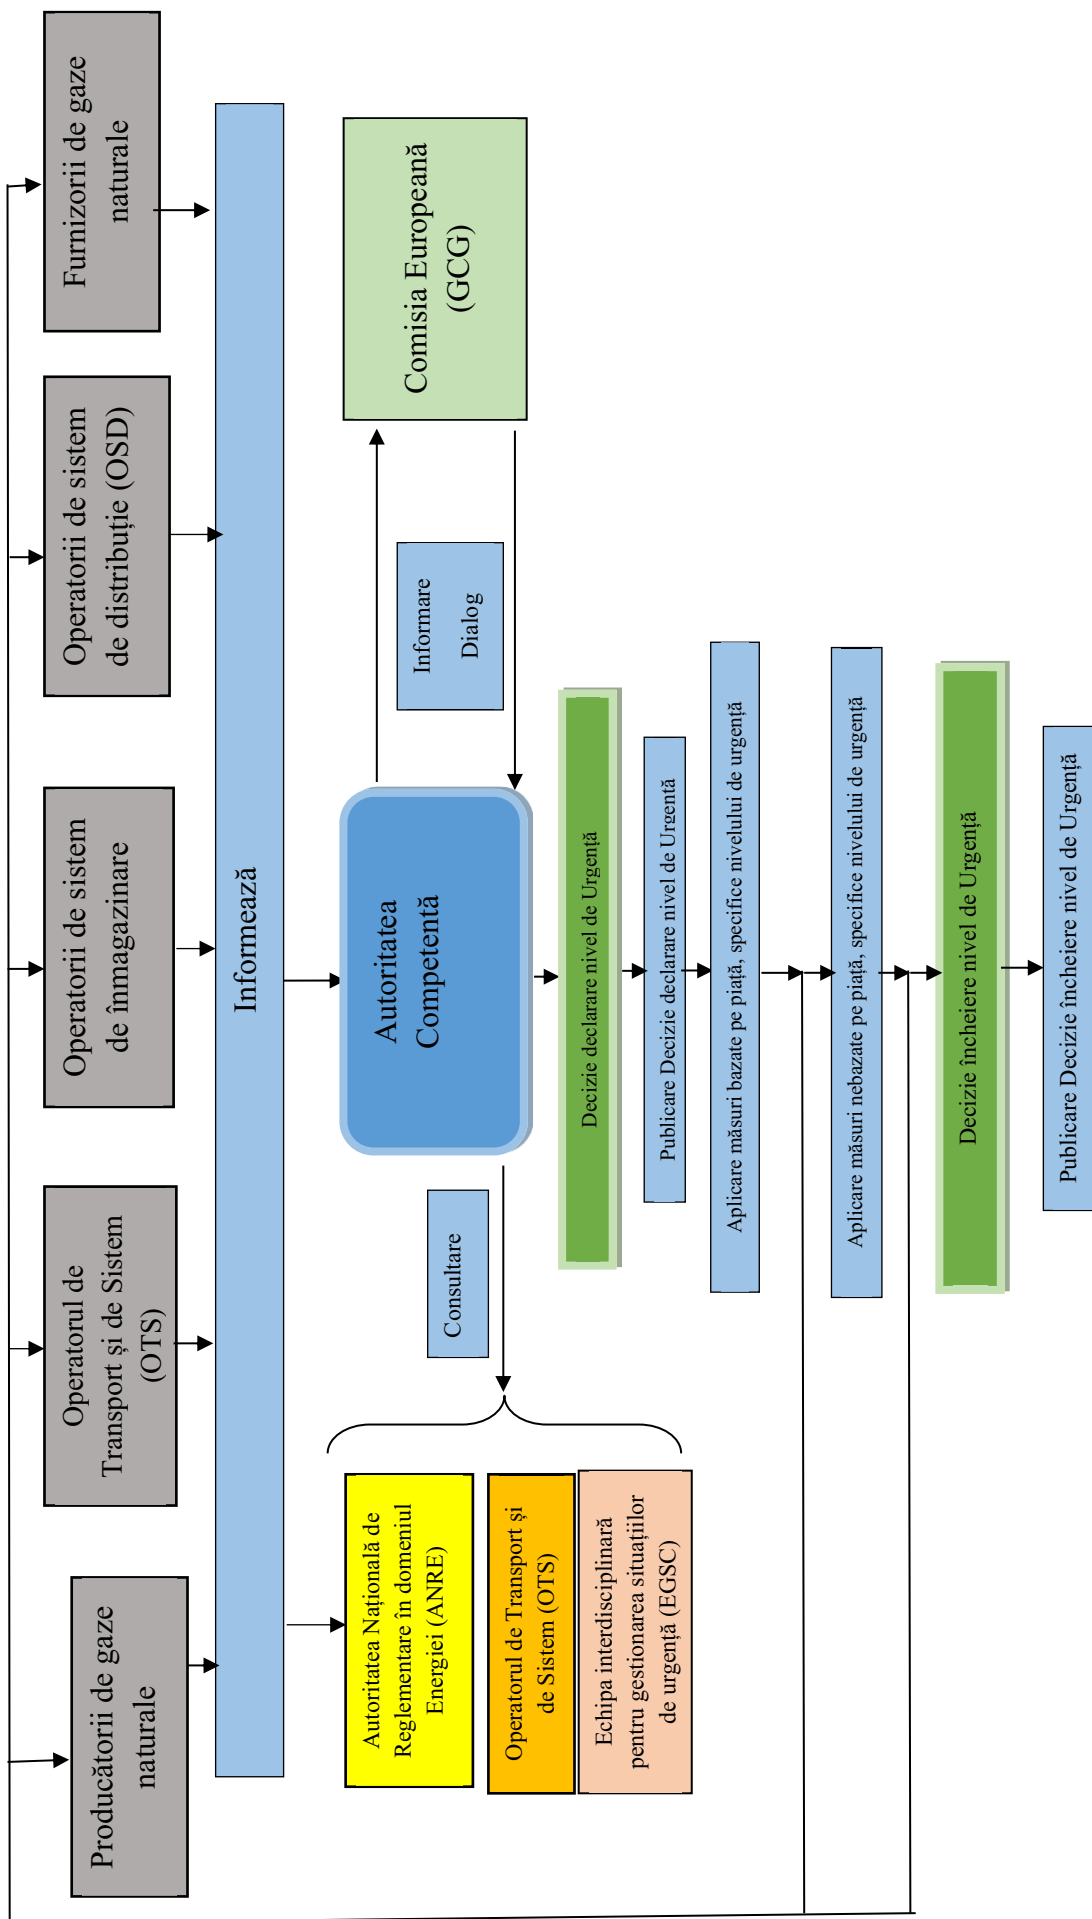 Producătorii de gaze
naturale
Operatorul de
Transport și de Sistem
(OTS)
Operatorii de sistem
de înmagazinare
Operatorii de sistem
de distribuție (OSD)
Furnizorii de gaze
naturale
Informează
Autoritatea Națională de
Reglementare în domeniul
Energiei (ANRE)
Operatorul de Transport și
de Sistem (OTS)
Echipa interdisciplinară
pentru gestionarea situațiilor
de urgență (EGSC)
Consultare
Autoritatea
Competentă
Informare
Dialog
Comisia Europeană
(GCG)
Decizie declarare nivel de Urgență
Publicare Decizie declarare nivel de Urgentă
Aplicare măsuri bazate pe piață, specifice nivelului de urgență
Aplicare măsuri nebazate pe piață, specifice nivelului de urgență
Decizie încheiere nivel de Urgență
Publicare Decizie încheiere nivel de Urgență